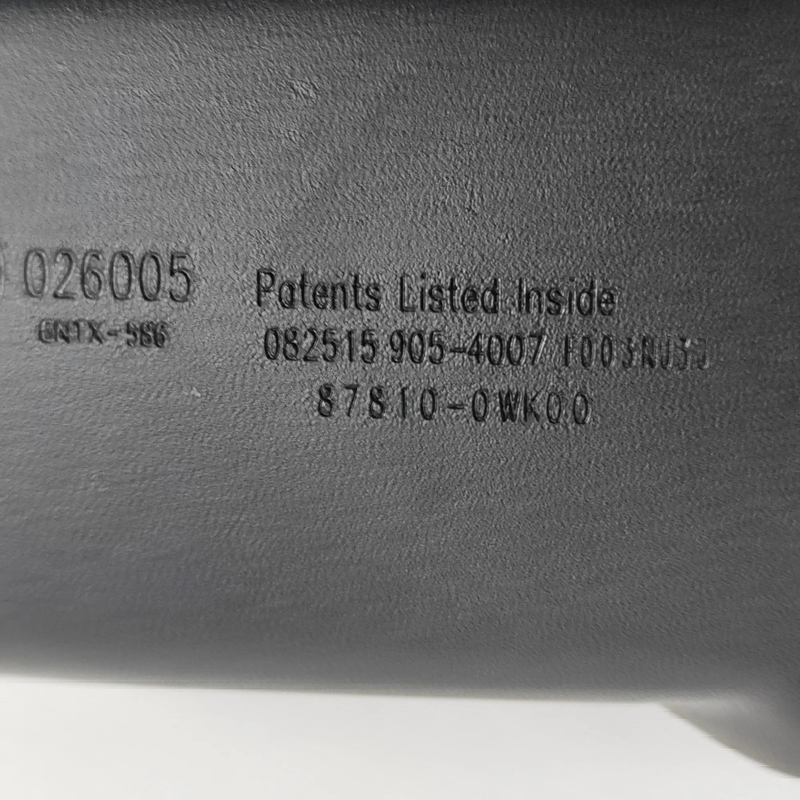 026005
GNTX-586
Patents Listed Inside
082515 905-4007
87810-0WK00